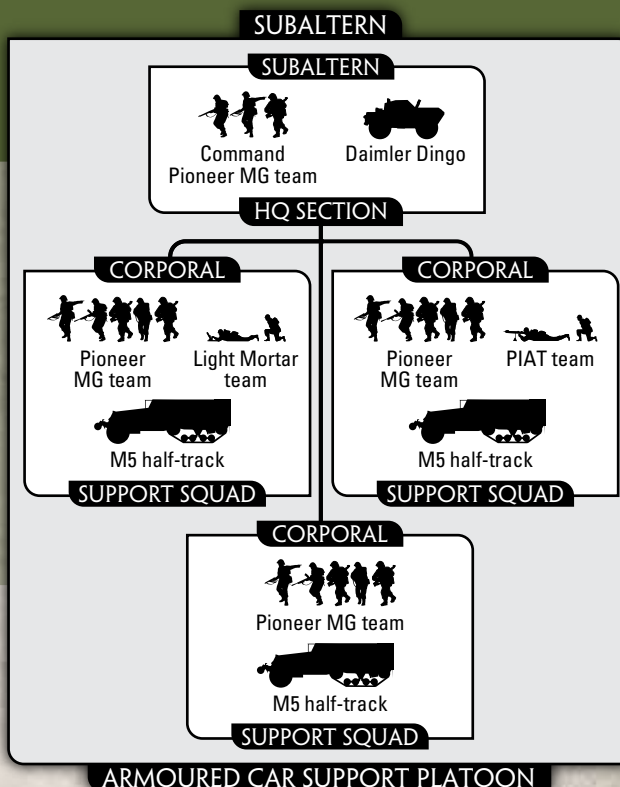 SUBALTERN
SUBALTERN
Command
Pioneer MG team
Daimler Dingo
HQ SECTION
CORPORAL
Pioneer
MG team
Light Mortar
team
M5 half-track
SUPPORT SQUAD
CORPORAL
Pioneer
MG team
PIAT team
M5 half-track
SUPPORT SQUAD
CORPORAL
Pioneer MG team
M5 half-track
SUPPORT SQUAD
ARMOURED CAR SUPPORT PLATOON